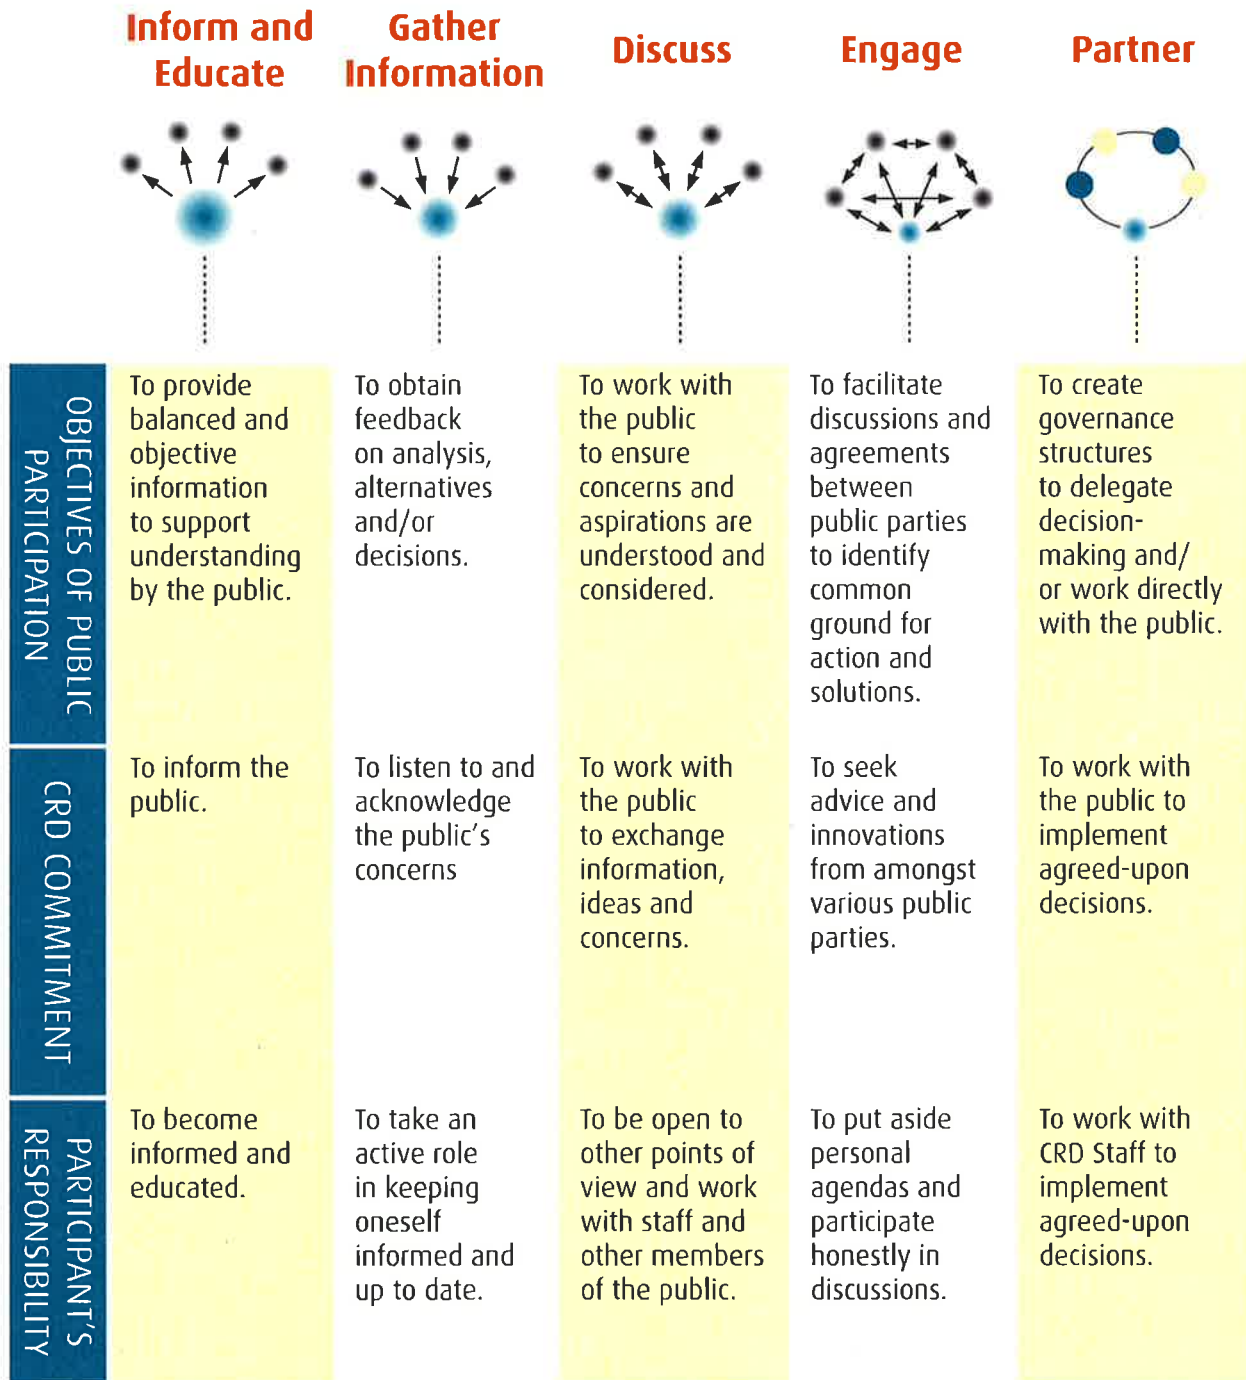 Inform and
Educate
Gather
Information
Discuss
Engage
Partner
OBJECTIVES OF PUBLIC
PARTICIPATION
To provide
balanced and
objective
information
to support
understanding
by the public.
To obtain
feedback
on analysis,
alternatives
and/or
decisions.
To work with
the public
to ensure
concerns and
aspirations are
understood and
considered.
To facilitate
discussions and
agreements
between
public parties
to identify
common
ground for
action and
solutions.
To create
governance
structures
to delegate
decision-
making and/
or work directly
with the public.
CRD COMMITMENT
To inform the
public.
To listen to and
acknowledge
the public's
concerns
To work with
the public
to exchange
information,
ideas and
concerns.
To seek
advice and
innovations
from amongst
various public
parties.
To work with
the public to
implement
agreed-upon
decisions.
PARTICIPANT'S
RESPONSIBILITY
To become
informed and
educated.
To take an
active role
in keeping
oneself
informed and
up to date.
To be open to
other points of
view and work
with staff and
other members
of the public.
To put aside
personal
agendas and
participate
honestly in
discussions.
To work with
CRD Staff to
implement
agreed-upon
decisions.